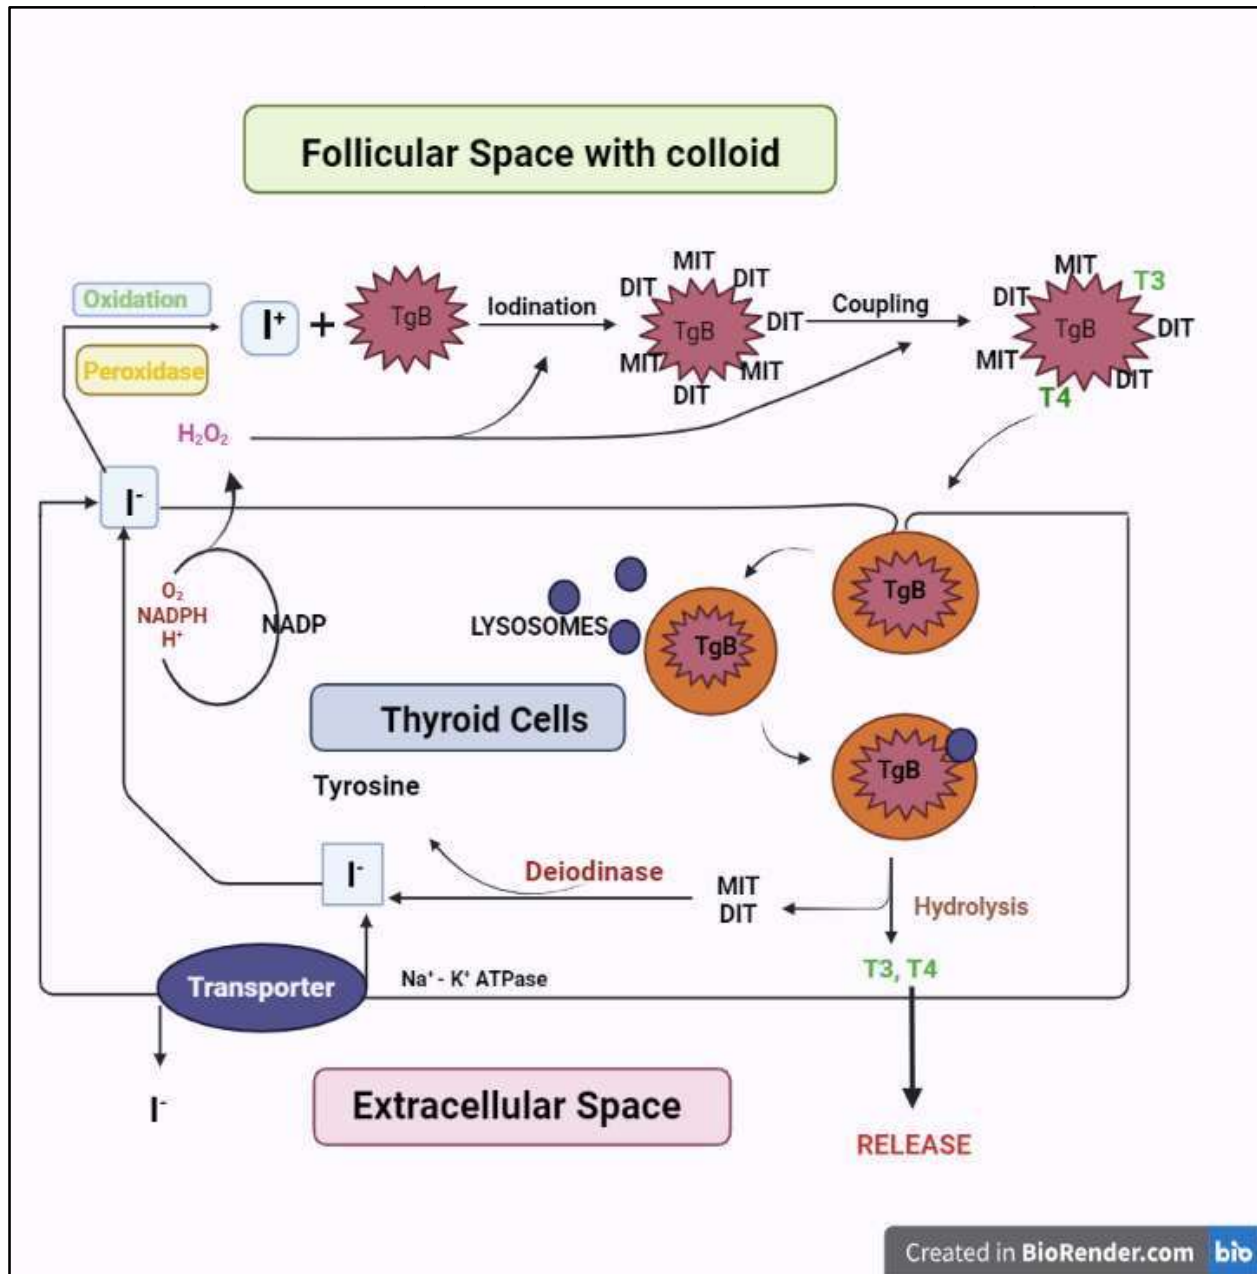 Follicular Space with colloid
Oxidation
Peroxidase
I⁺ +
TgB
Iodination
MIT
DIT
DIT
TgB
DIT
MIT
MIT
DIT
Coupling
MIT
T3
DIT
TgB
DIT
MIT
DIT
T4
H₂O₂
I⁻
O₂
NADPH
H⁺
NADP
LYSOSOMES
TgB
TgB
TgB
Thyroid Cells
Tyrosine
I⁻
Deiodinase
MIT
DIT
Hydrolysis
T3, T4
Transporter
Na⁺ - K⁺ ATPase
I⁻
Extracellular Space
RELEASE
Created in BioRender.com bio